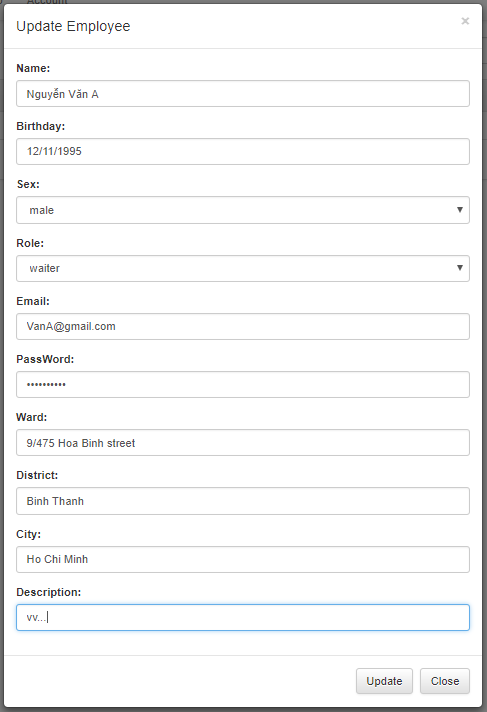 Account
Update Employee ×
Name:
Nguyễn Văn A
Birthday:
12/11/1995
Sex:
male
Role:
waiter
Email:
VanA@gmail.com
PassWord:
••••••••••
Ward:
9/475 Hoa Binh street
District:
Binh Thanh
City:
Ho Chi Minh
Description:
vv...
Update Close